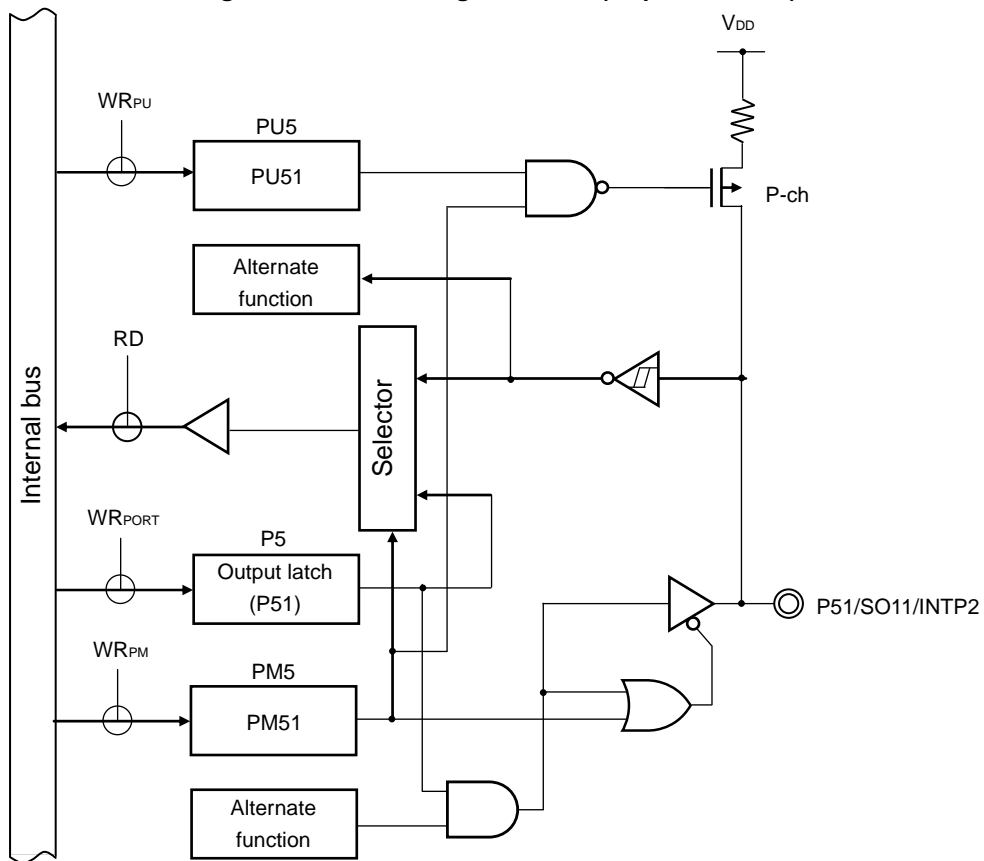 VDD
WRPU
PU5
PU51
P-ch
Alternate
function
RD
Selector
Internal bus
WRPORT
P5
Output latch
(P51)
P51/SO11/INTP2
WRPM
PM5
PM51
Alternate
function